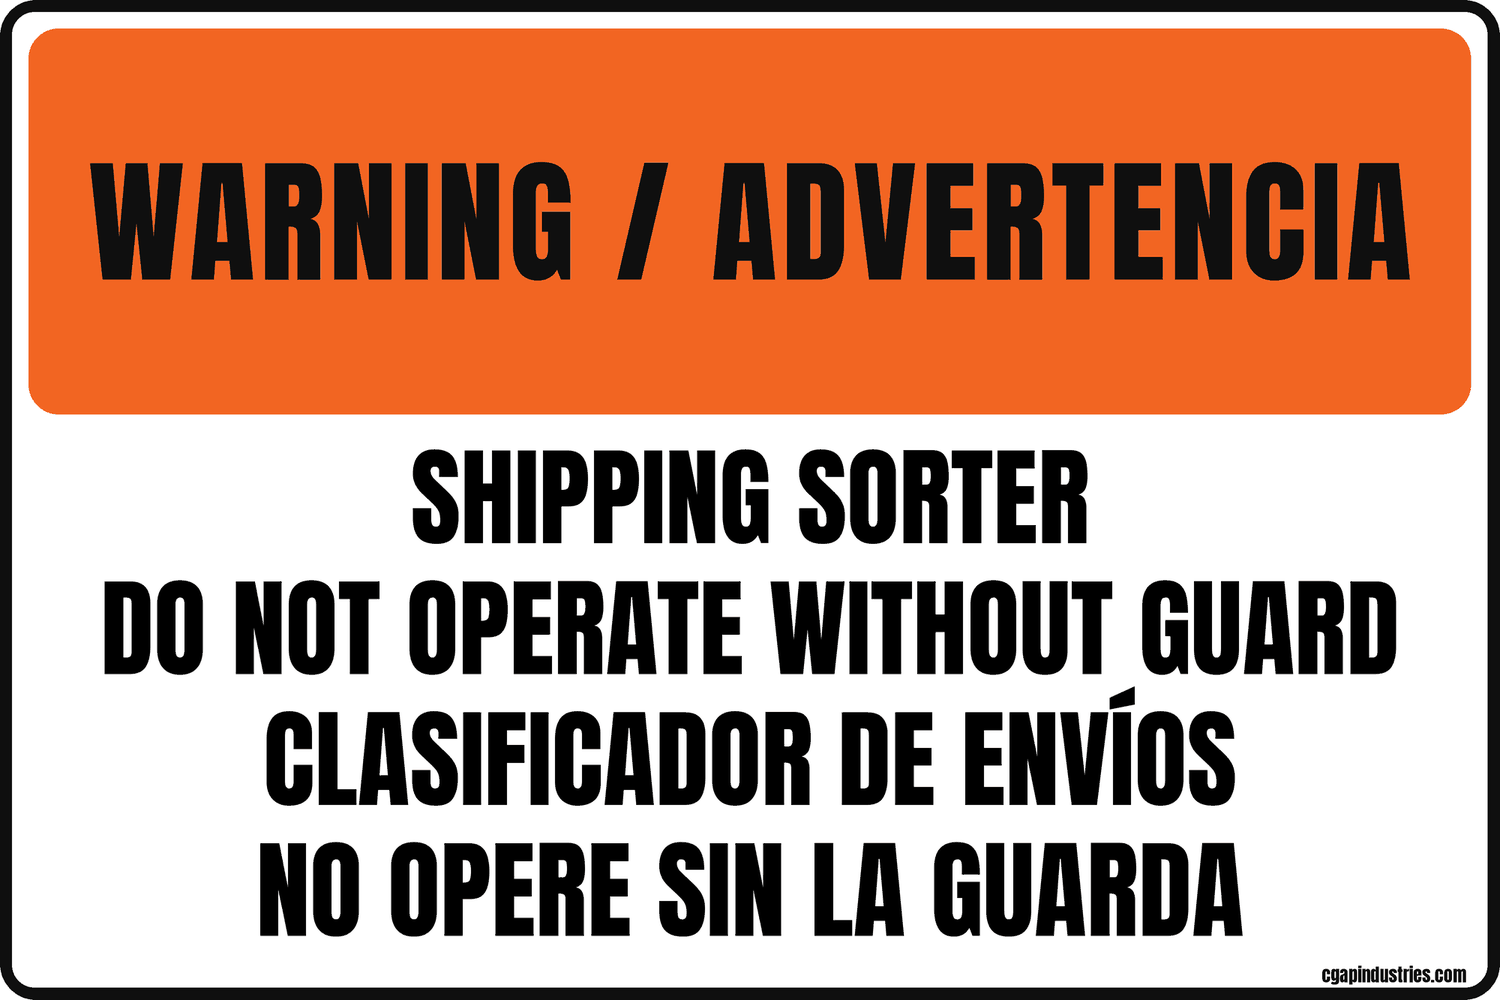 WARNING / ADVERTENCIA
SHIPPING SORTER
DO NOT OPERATE WITHOUT GUARD
CLASIFICADOR DE ENVÍOS
NO OPERE SIN LA GUARDA
cgapindustries.com